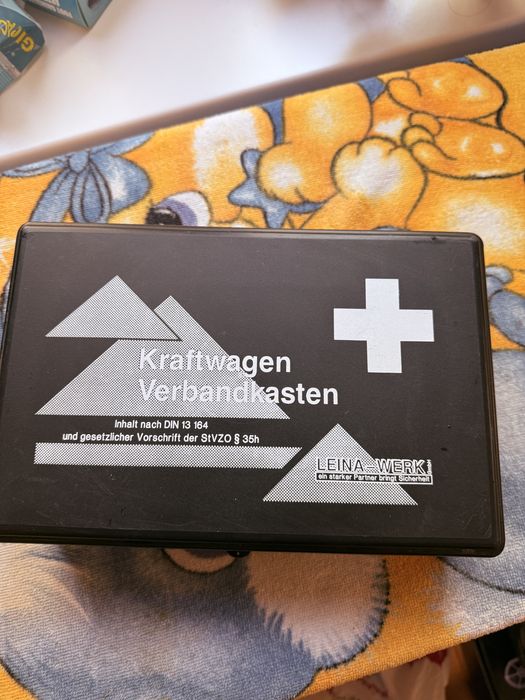 Kraftwagen
Verbandkasten
Inhalt nach DIN 13 164
und gesetzlicher Vorschrift der StVZO § 35h
LEINA-WERK
ein starker Partner bringt Sicherheit